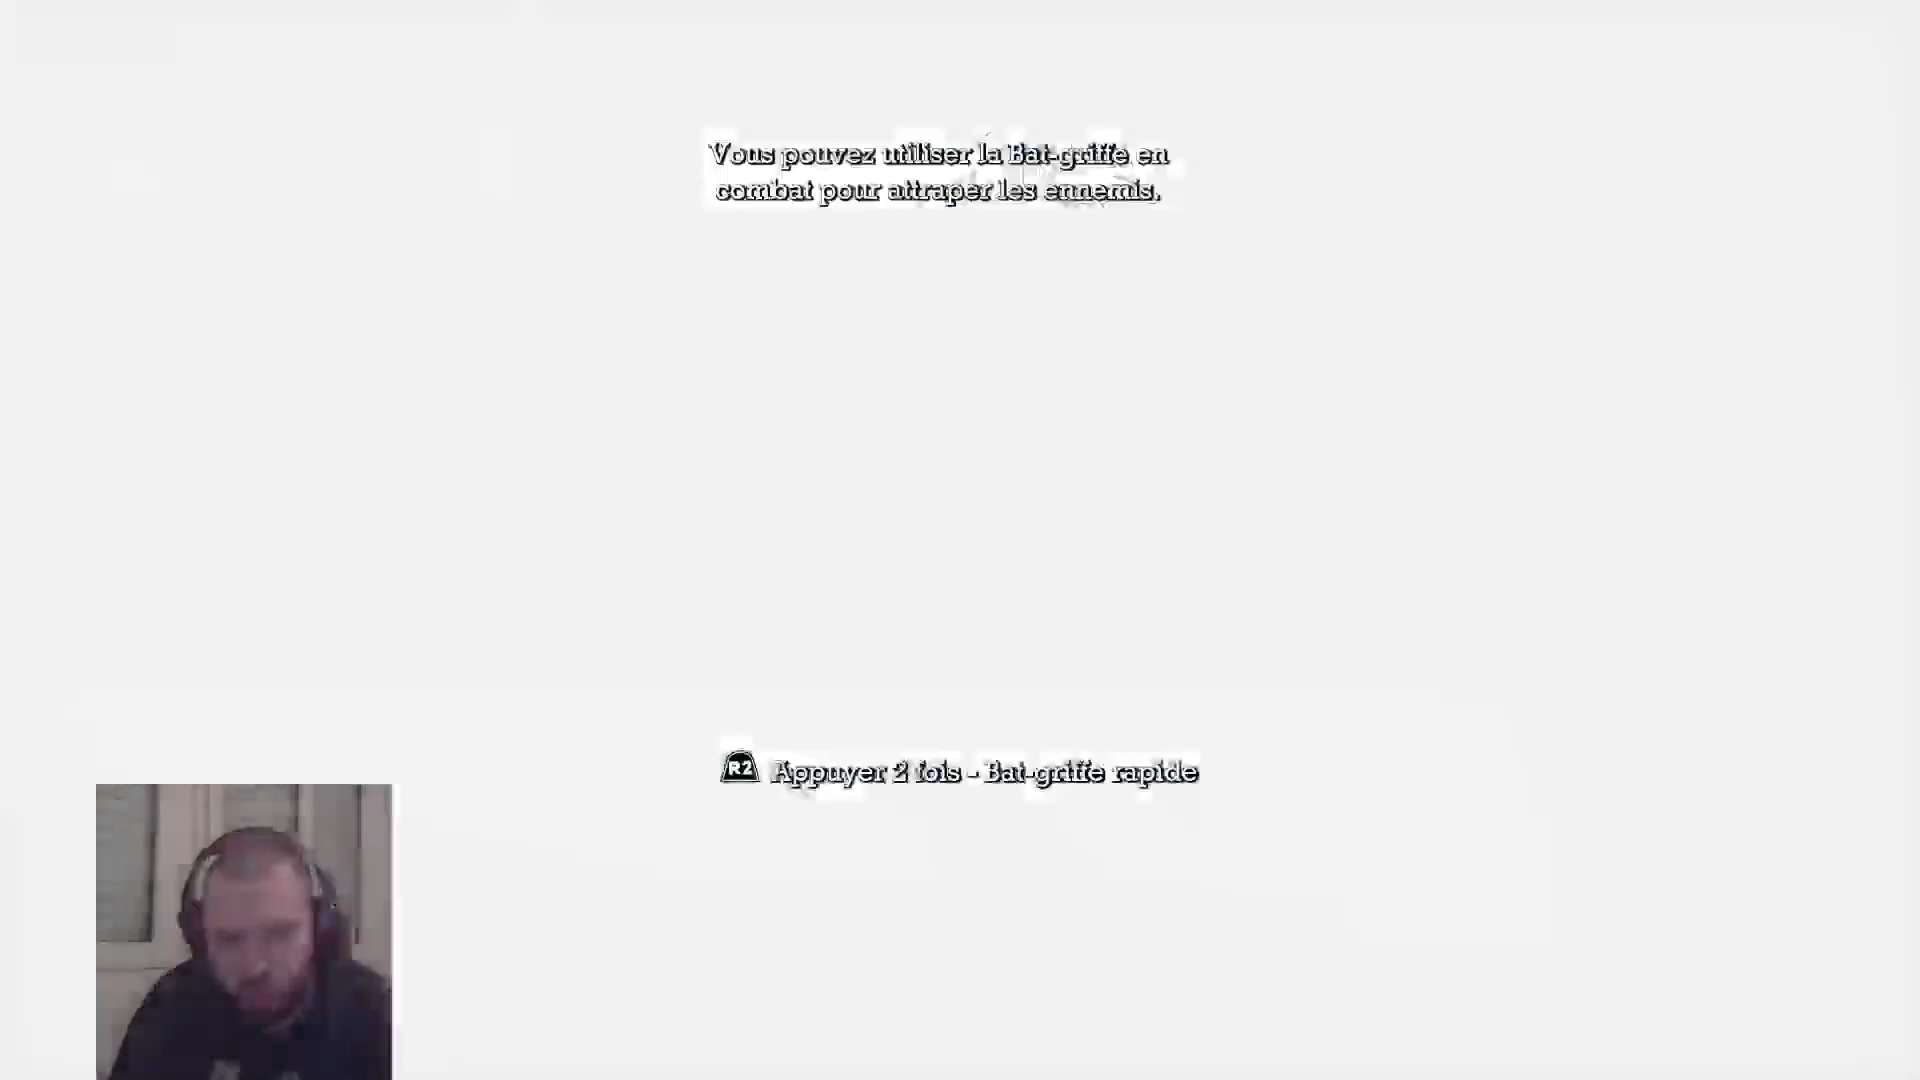 Vous pouvez utiliser la Bat-griffe en
combat pour attraper les ennemis.
R2 Appuyer 2 fois - Bat-griffe rapide